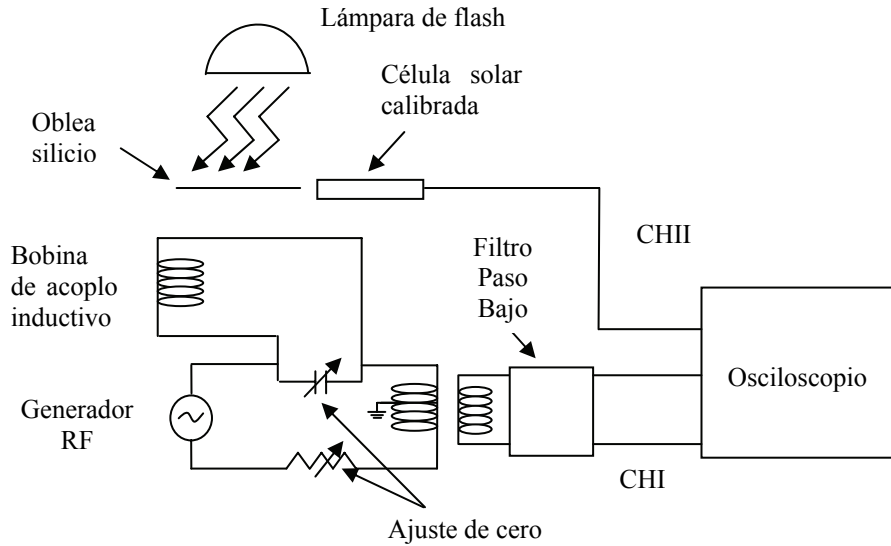 Lámpara de flash
Célula solar
calibrada
Oblea
silicio
CHII
Bobina
de acoplo
inductivo
Filtro
Paso
Bajo
Osciloscopio
Generador
RF
CHI
Ajuste de cero